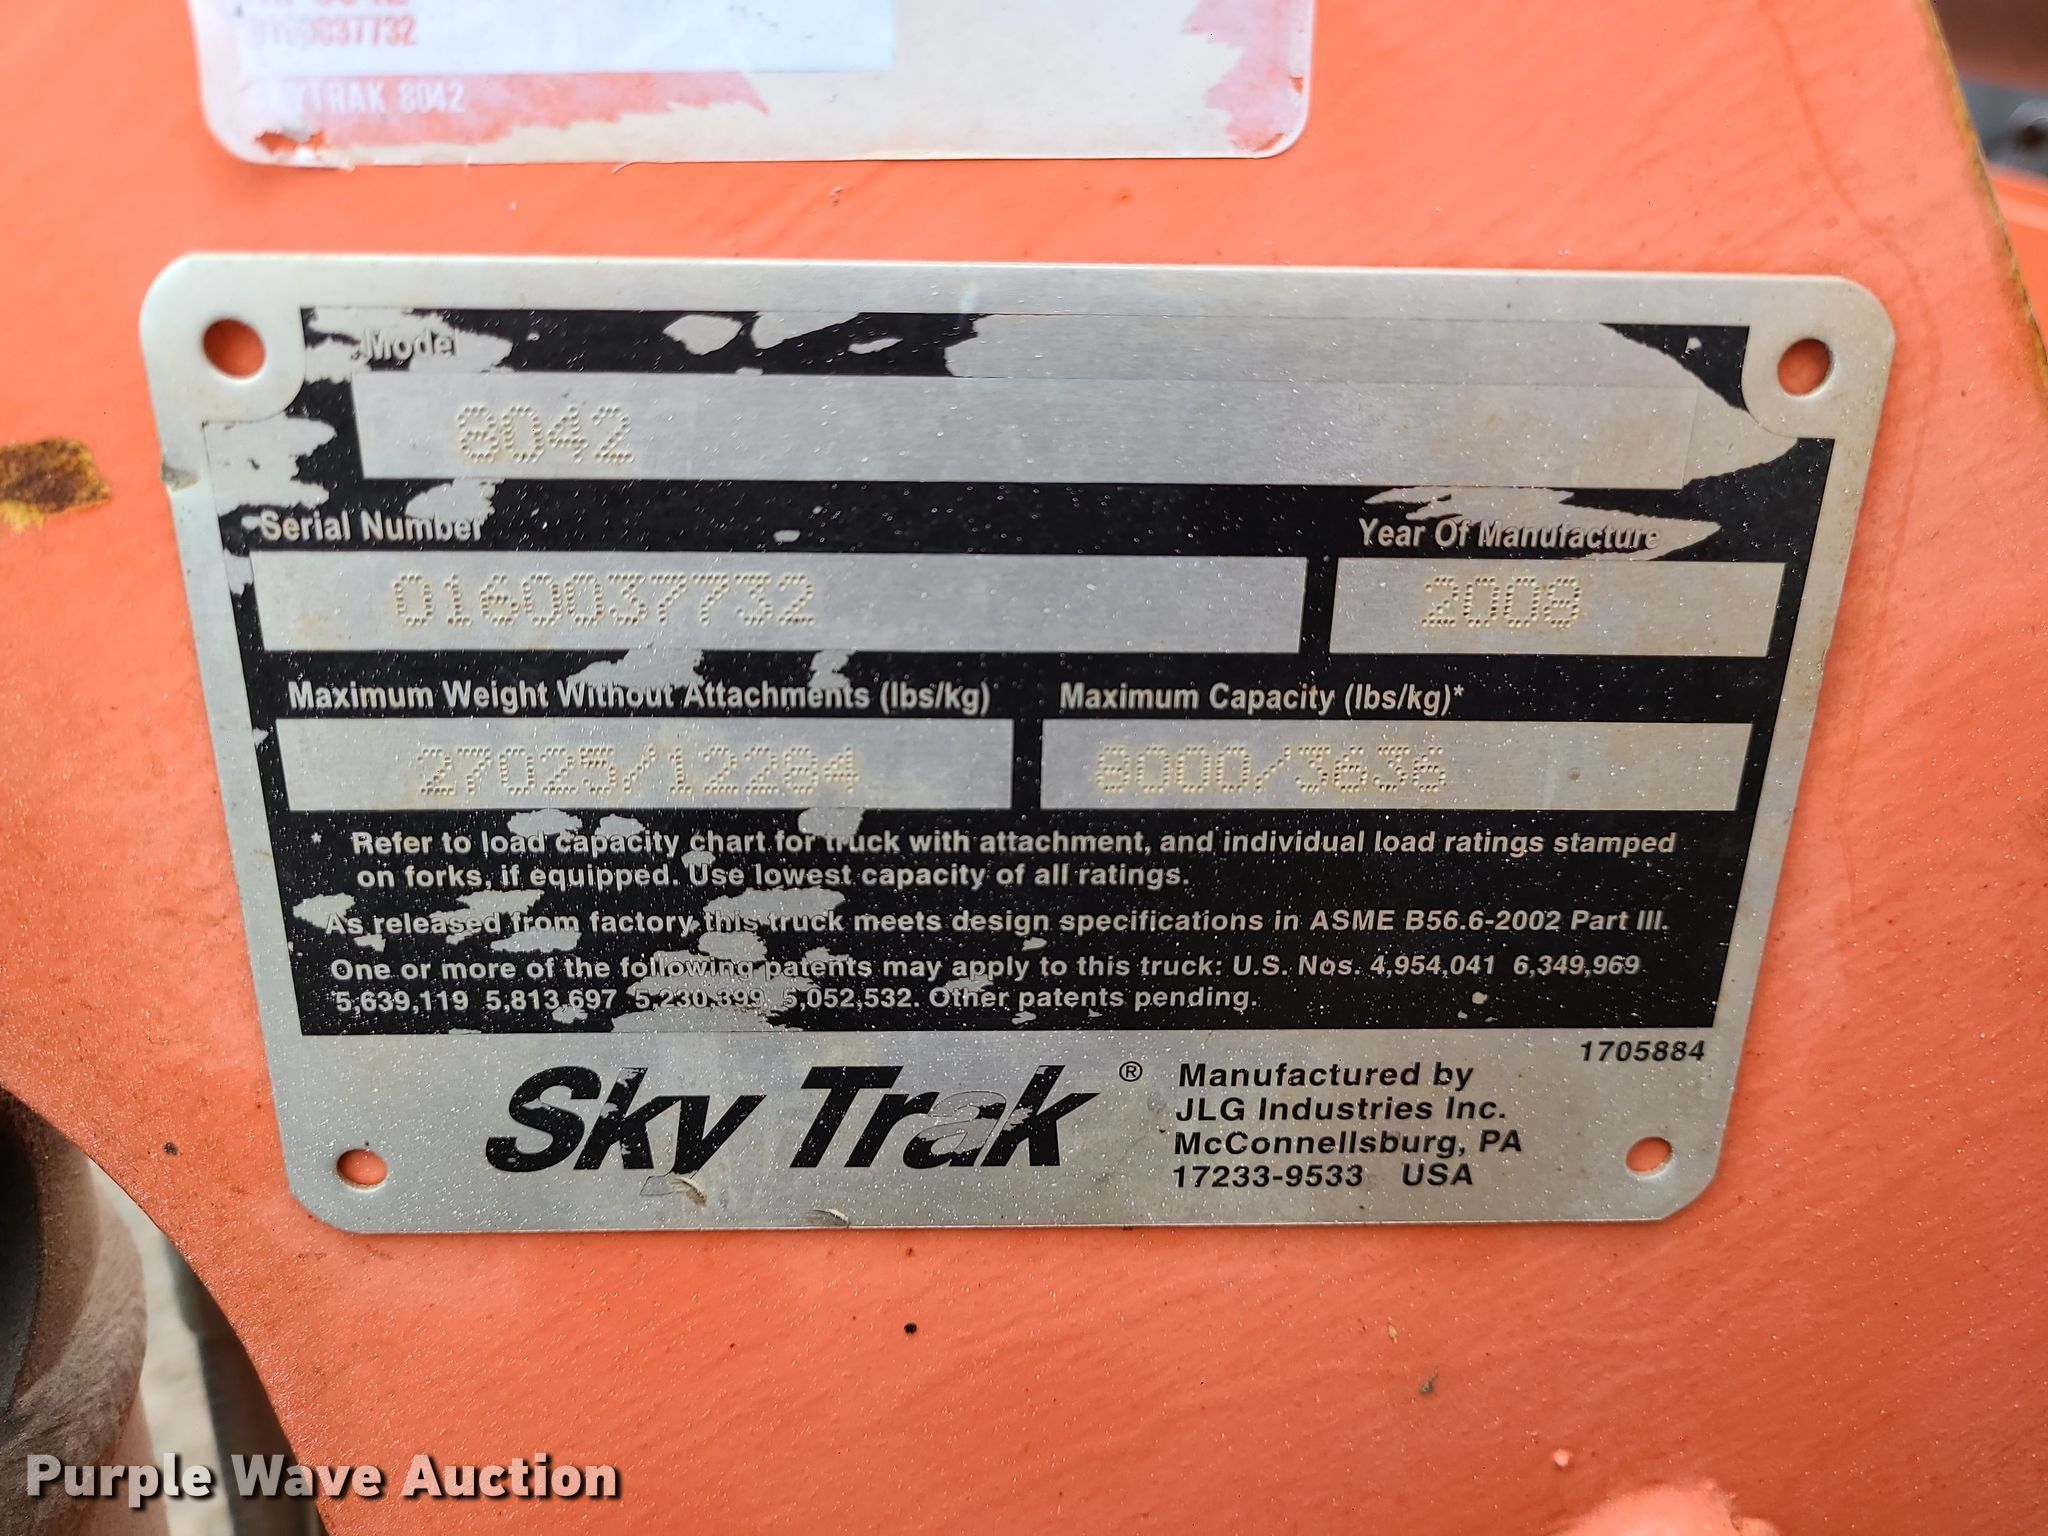 0160037732
SKYTRAK 8042
Model
8042
Serial Number
Year Of Manufacture
0160037732
2008
Maximum Weight Without Attachments (lbs/kg)
Maximum Capacity (lbs/kg)*
27025/12284
8000/3636
* Refer to load capacity chart for truck with attachment, and individual load ratings stamped
on forks, if equipped. Use lowest capacity of all ratings.
As released from factory this truck meets design specifications in ASME B56.6-2002 Part III.
One or more of the following patents may apply to this truck: U.S. Nos. 4,954,041 6,349,969
5,639,119 5,813,697 5,230,399 5,052,532. Other patents pending.
1705884
Sky Trak®
Manufactured by
JLG Industries Inc.
McConnellsburg, PA
17233-9533 USA
Purple Wave Auction